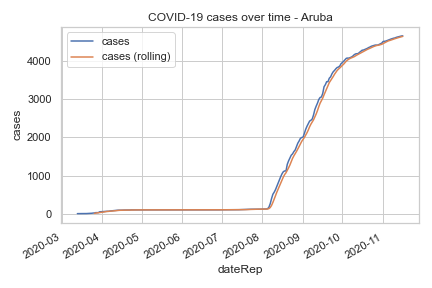 COVID-19 cases over time - Aruba
cases
cases (rolling)
4000
3000
2000
1000
0
cases
2020-03
2020-04
2020-05
2020-06
2020-07
2020-08
2020-09
2020-10
2020-11
dateRep